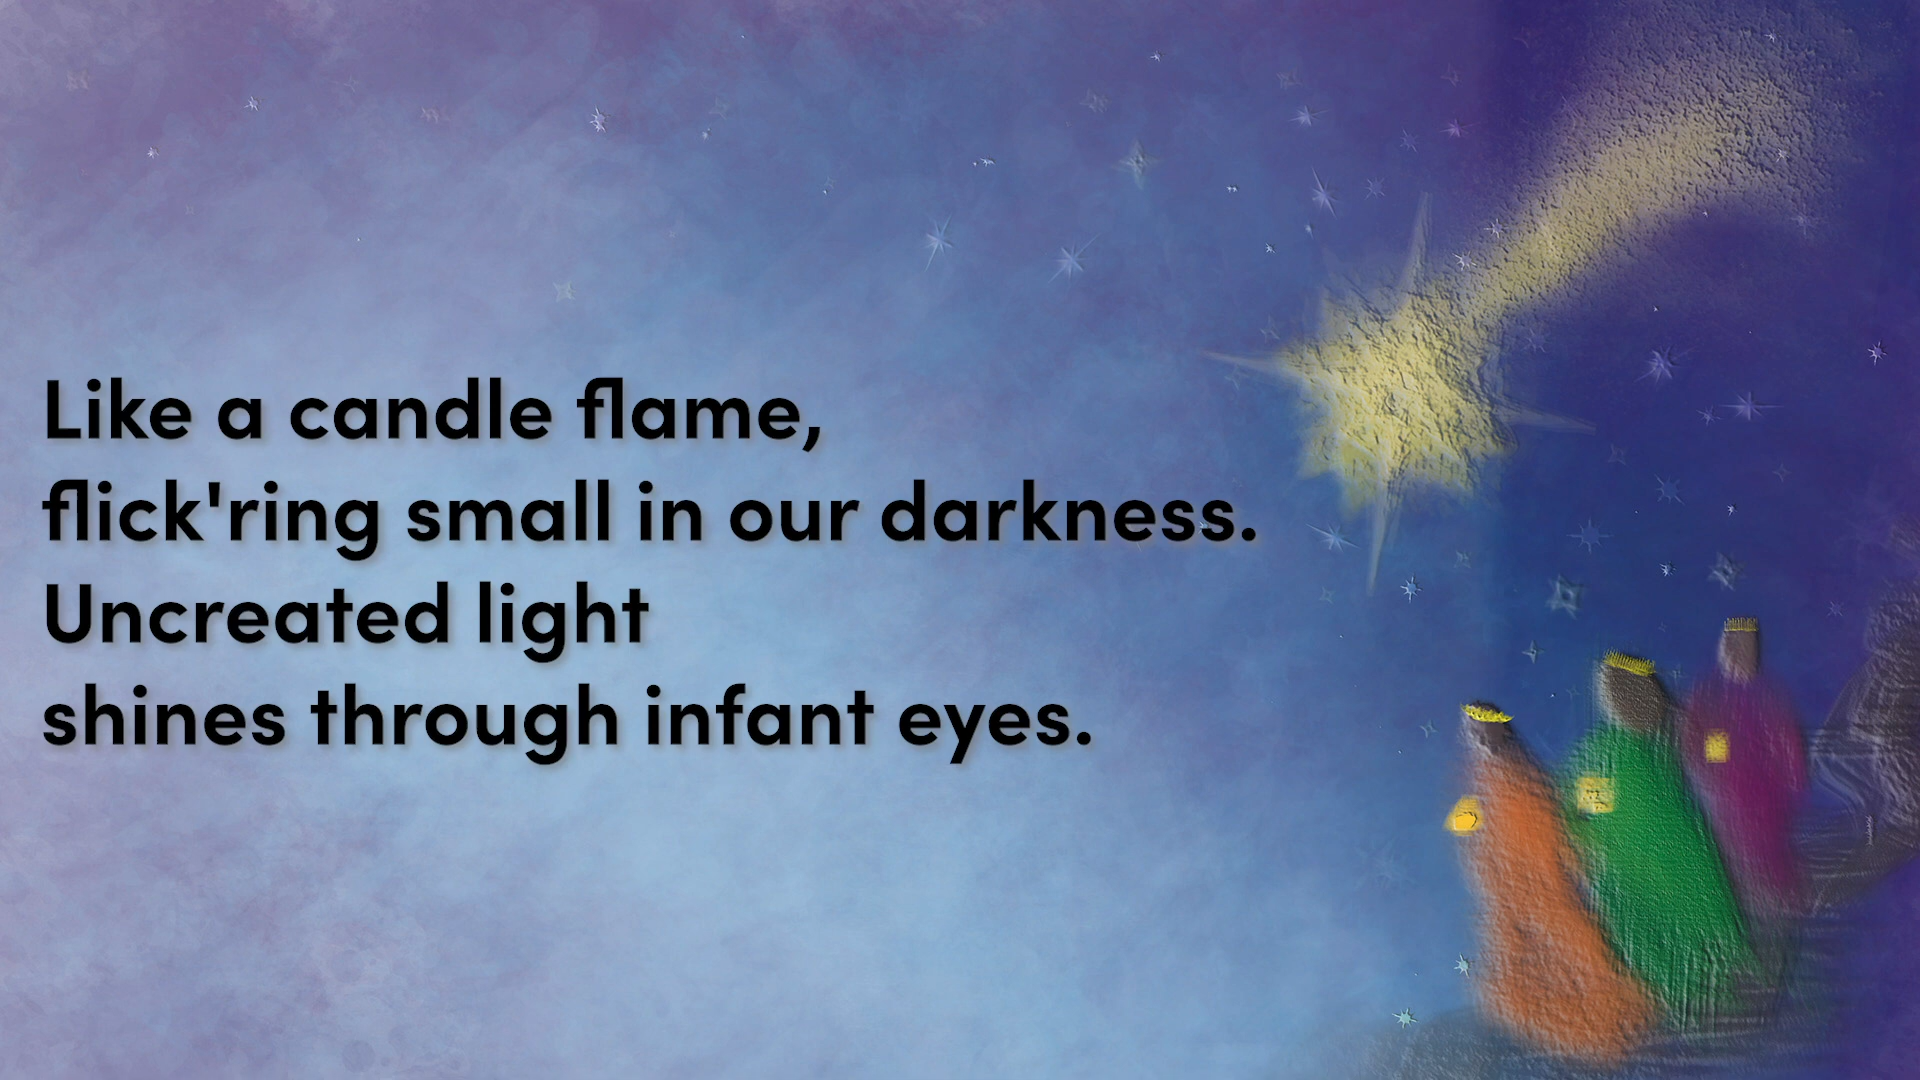 Like a candle flame,
flick'ring small in our darkness.
Uncreated light
shines through infant eyes.